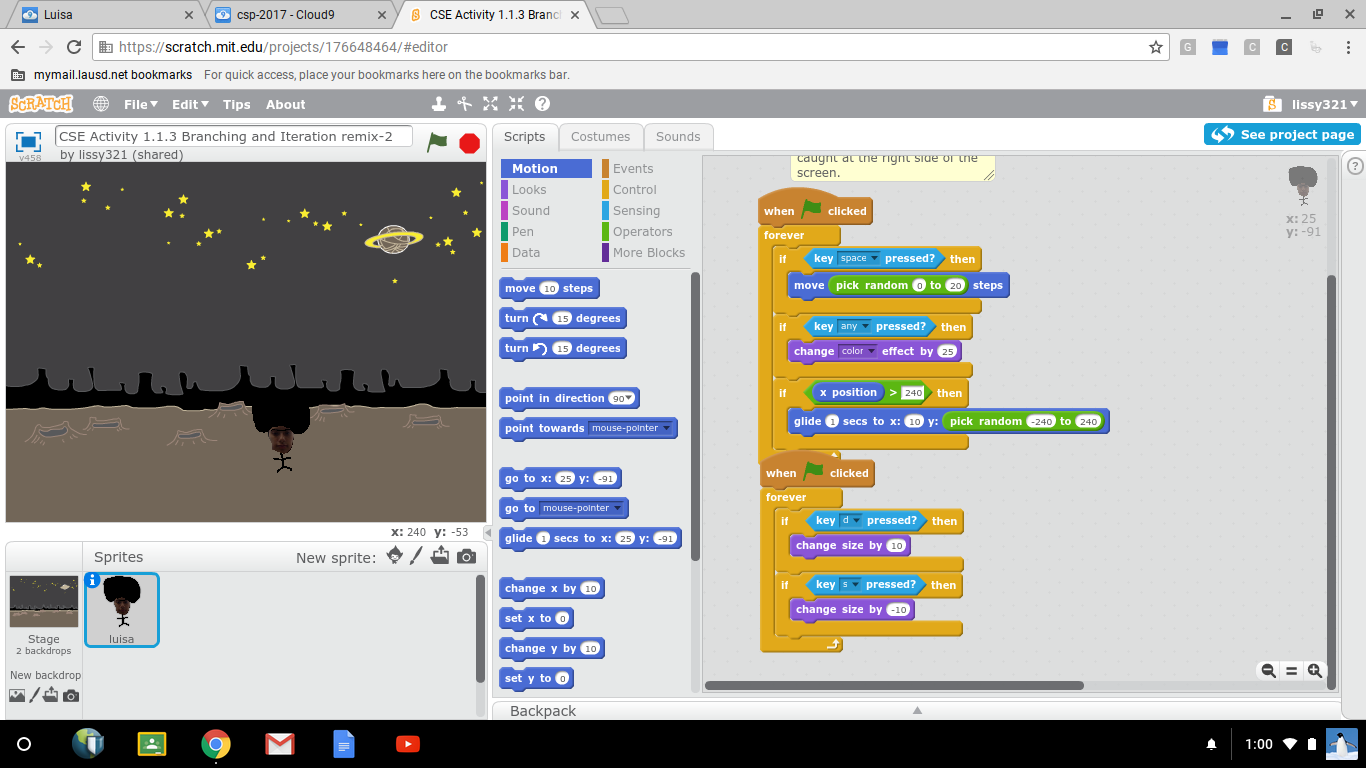 Luisa
csp-2017 - Cloud9
CSE Activity 1.1.3 Branc
https://scratch.mit.edu/projects/176648464/#editor
G C C
mymail.lausd.net bookmarks For quick access, place your bookmarks here on the bookmarks bar.
SCRATCH File Edit Tips About lissy321
CSE Activity 1.1.3 Branching and Iteration remix-2
by lissy321 (shared)
v458
Scripts Costumes Sounds See project page
Motion Events
Looks Control
Sound Sensing
Pen Operators
Data More Blocks
move 10 steps
turn 15 degrees
turn 15 degrees
point in direction 90
point towards mouse-pointer
go to x: 25 y: -91
go to mouse-pointer
glide 1 secs to x: 25 y: -91
change x by 10
set x to 0
change y by 10
set y to 0
caught at the right side of the
screen.
x: 25
y: -91
when clicked
forever
if key space pressed? then
move pick random 0 to 20 steps
if key any pressed? then
change color effect by 25
if x position > 240 then
glide 1 secs to x: 10 y: pick random -240 to 240
when clicked
forever
if key d pressed? then
change size by 10
if key s pressed? then
change size by -10
x: 240 y: -53
Sprites New sprite:
luisa
Stage
2 backdrops
New backdrop
Backpack
1:00